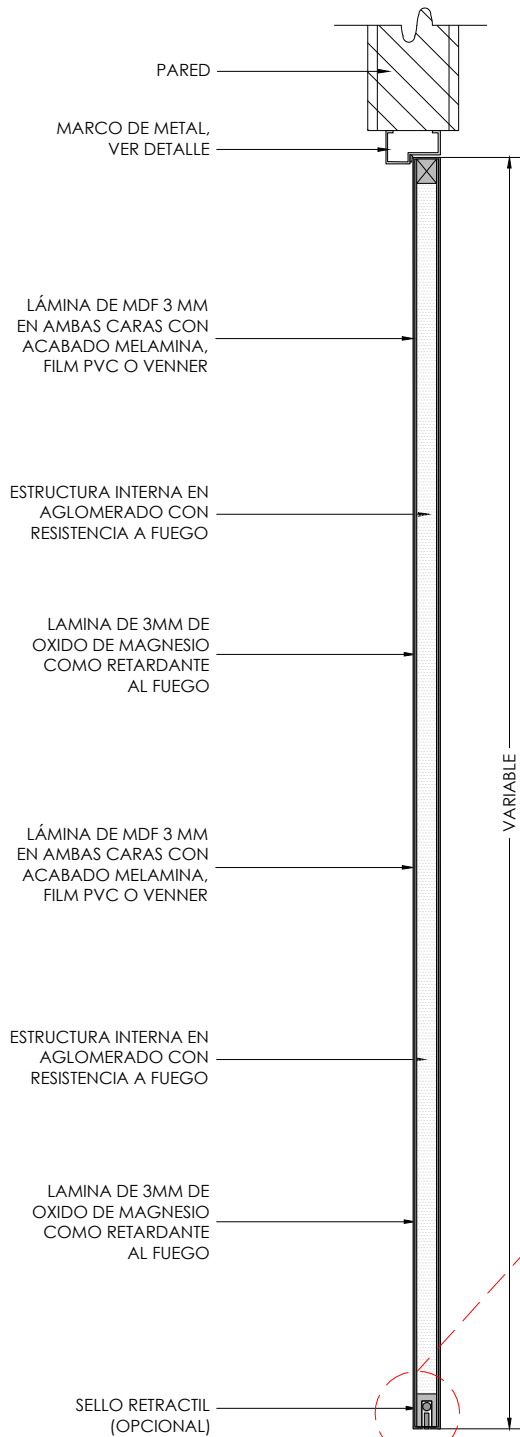 PARED
MARCO DE METAL,
VER DETALLE
LÁMINA DE MDF 3 MM
EN AMBAS CARAS CON
ACABADO MELAMINA,
FILM PVC O VENNER
ESTRUCTURA INTERNA EN
AGLOMERADO CON
RESISTENCIA A FUEGO
LAMINA DE 3MM DE
OXIDO DE MAGNESIO
COMO RETARDANTE
AL FUEGO
VARIABLE
LÁMINA DE MDF 3 MM
EN AMBAS CARAS CON
ACABADO MELAMINA,
FILM PVC O VENNER
ESTRUCTURA INTERNA EN
AGLOMERADO CON
RESISTENCIA A FUEGO
LAMINA DE 3MM DE
OXIDO DE MAGNESIO
COMO RETARDANTE
AL FUEGO
SELLO RETRACTIL
(OPCIONAL)